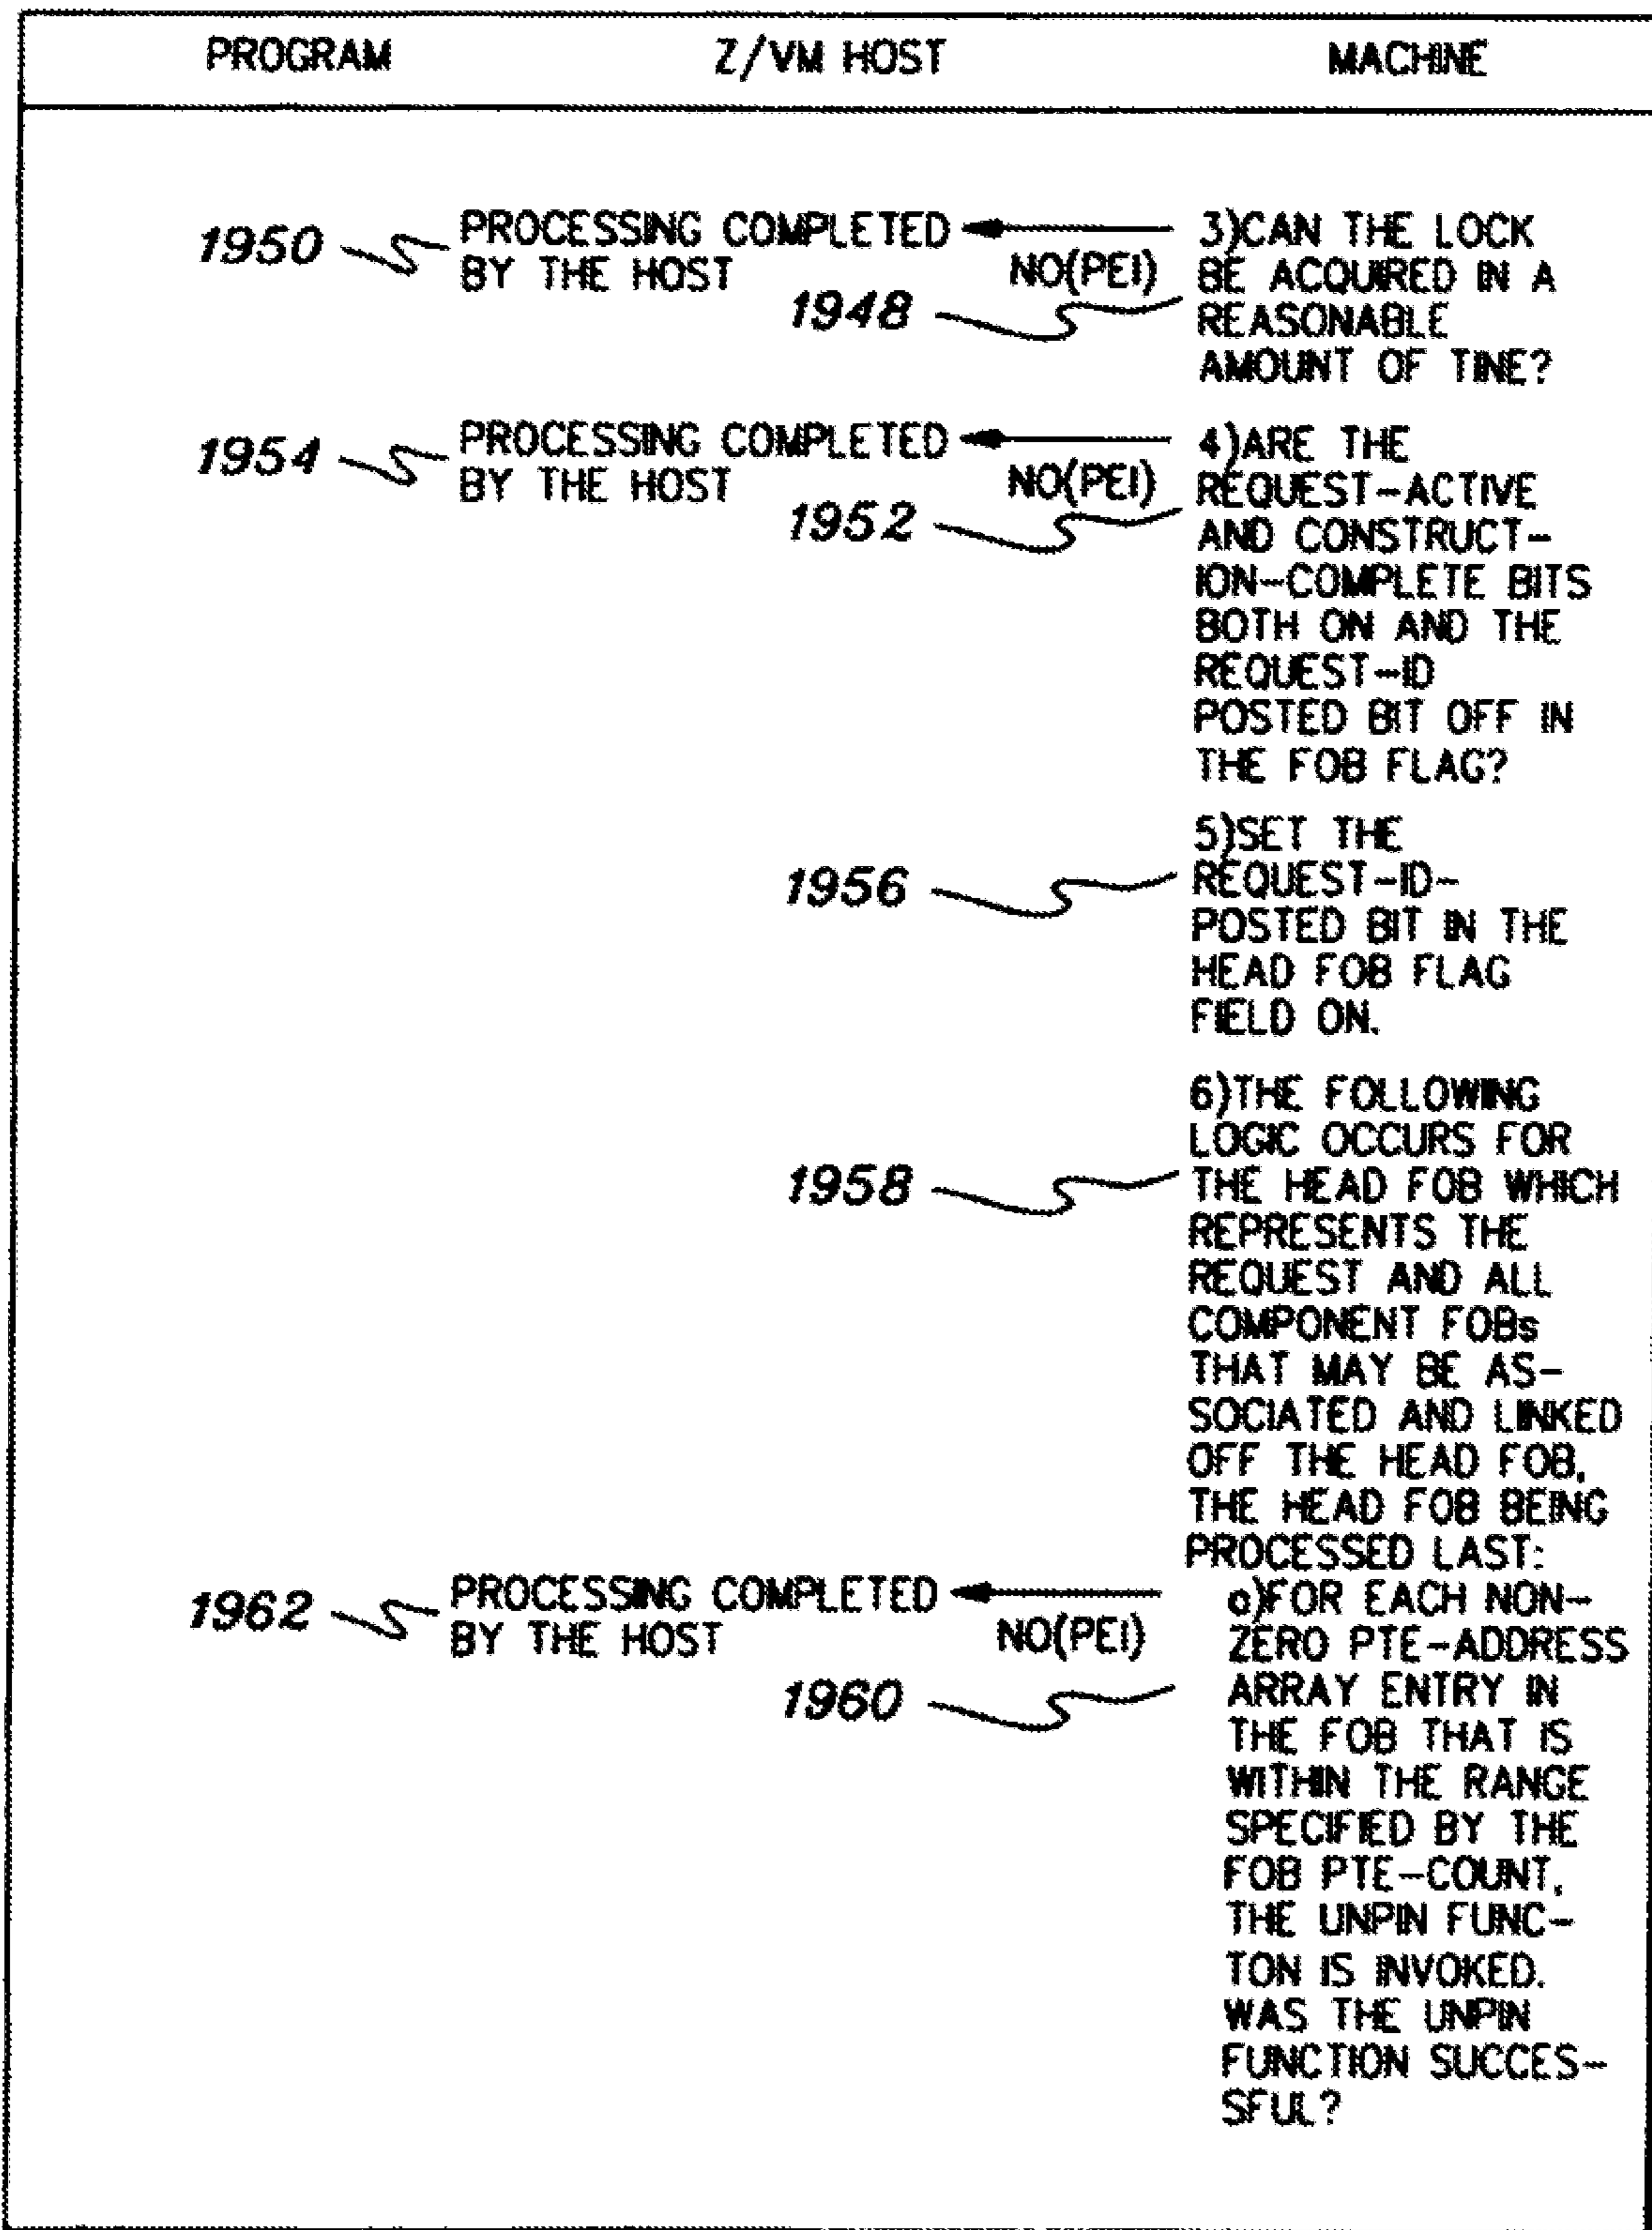 PROGRAM Z/VM HOST MACHINE
1950 PROCESSING COMPLETED 3)CAN THE LOCK
BY THE HOST NO(PEI) BE ACQUIRED IN A
1948 REASONABLE
AMOUNT OF TINE?
1954 PROCESSING COMPLETED 4)ARE THE
BY THE HOST NO(PEI) REQUEST-ACTIVE
1952 AND CONSTRUCT-
ION-COMPLETE BITS
BOTH ON AND THE
REQUEST-ID
POSTED BIT OFF IN
THE FOB FLAG?
5)SET THE
1956 REQUEST-ID-
POSTED BIT IN THE
HEAD FOB FLAG
FIELD ON.
6)THE FOLLOWING
LOGIC OCCURS FOR
1958 THE HEAD FOB WHICH
REPRESENTS THE
REQUEST AND ALL
COMPONENT FOBs
THAT MAY BE AS-
SOCIATED AND LINKED
OFF THE HEAD FOB,
THE HEAD FOB BEING
PROCESSED LAST:
1962 PROCESSING COMPLETED a)FOR EACH NON-
BY THE HOST NO(PEI) ZERO PTE-ADDRESS
1960 ARRAY ENTRY IN
THE FOB THAT IS
WITHIN THE RANGE
SPECIFIED BY THE
FOB PTE-COUNT,
THE UNPIN FUNC-
TON IS INVOKED.
WAS THE UNPIN
FUNCTION SUCCES-
SFUL?